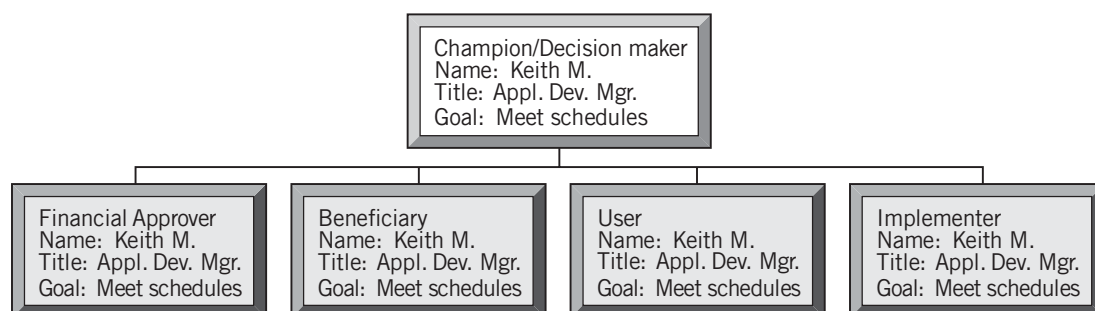 Champion/Decision maker
Name: Keith M.
Title: Appl. Dev. Mgr.
Goal: Meet schedules
Financial Approver
Name: Keith M.
Title: Appl. Dev. Mgr.
Goal: Meet schedules
Beneficiary
Name: Keith M.
Title: Appl. Dev. Mgr.
Goal: Meet schedules
User
Name: Keith M.
Title: Appl. Dev. Mgr.
Goal: Meet schedules
Implementer
Name: Keith M.
Title: Appl. Dev. Mgr.
Goal: Meet schedules